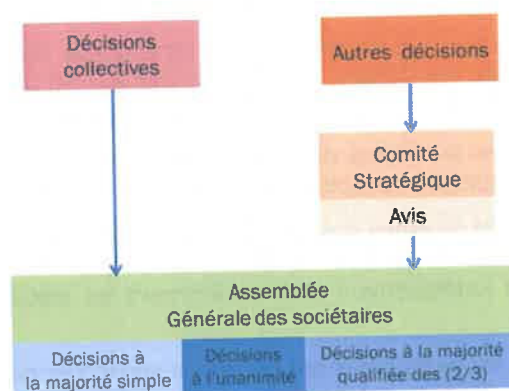 Décisions
collectives
Autres décisions
Comité
Stratégique
Avis
Assemblée
Générale des sociétaires
Décisions à
la majorité simple
Décisions
à l'unanimité
Décisions à la majorité
qualifiée des (2/3)